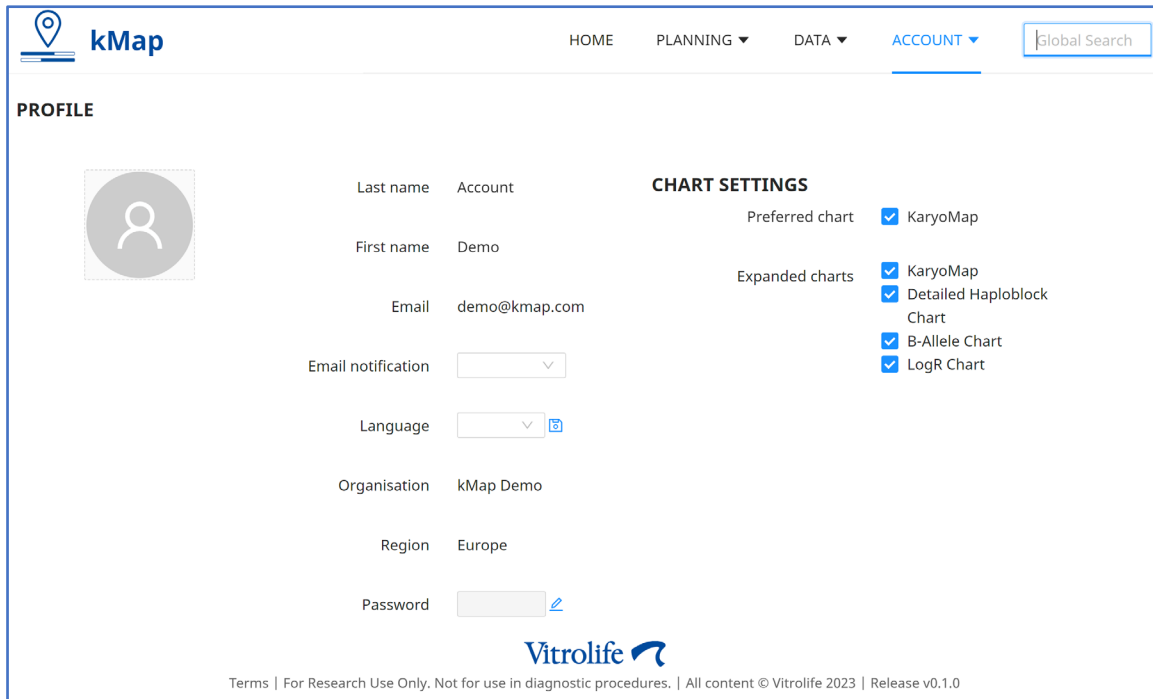 kMap
HOME PLANNING DATA ACCOUNT Global Search
PROFILE
Last name Account
First name Demo
Email demo@kmap.com
Email notification
Language
Organisation kMap Demo
Region Europe
Password
CHART SETTINGS
Preferred chart KaryoMap
Expanded charts KaryoMap
Detailed Haploblock
Chart
B-Allele Chart
LogR Chart
Vitrolife
Terms | For Research Use Only. Not for use in diagnostic procedures. | All content © Vitrolife 2023 | Release v0.1.0